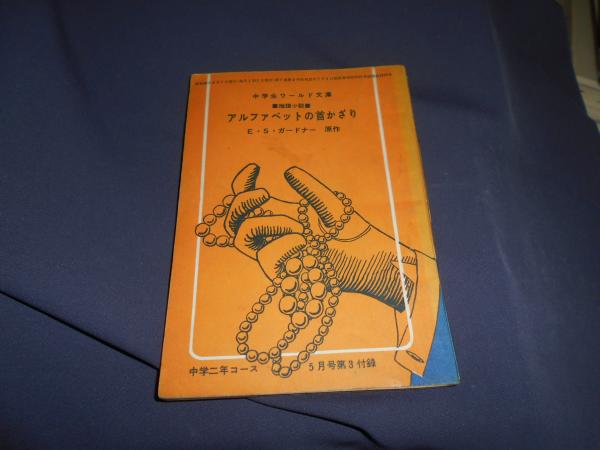 中学生ワールド文庫
■推理小説■
アルファベットの首かざり
E・S・ガードナー 原作
中学二年コース 5月号第3付録